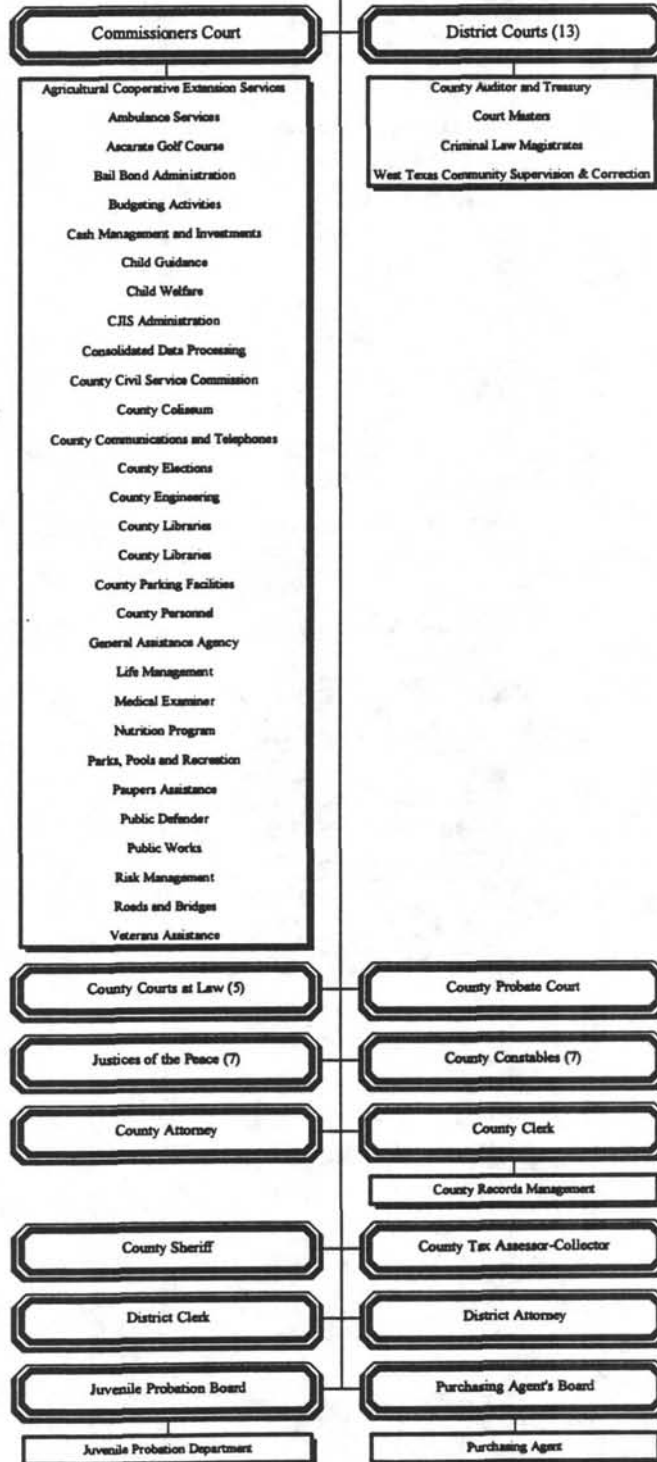 Commissioners Court
District Courts (13)
Agricultural Cooperative Extension Services
Ambulance Services
Ascarate Golf Course
Bail Bond Administration
Budgeting Activities
Cash Management and Investments
Child Guidance
Child Welfare
CJIS Administration
Consolidated Data Processing
County Civil Service Commission
County Coliseum
County Communications and Telephones
County Elections
County Engineering
County Libraries
County Libraries
County Parking Facilities
County Personnel
General Assistance Agency
Life Management
Medical Examiner
Nutrition Program
Parks, Pools and Recreation
Paupers Assistance
Public Defender
Public Works
Risk Management
Roads and Bridges
Veterans Assistance
County Auditor and Treasury
Court Masters
Criminal Law Magistrates
West Texas Community Supervision & Correction
County Courts at Law (5)
County Probate Court
Justices of the Peace (7)
County Constables (7)
County Attorney
County Clerk
County Records Management
County Sheriff
County Tax Assessor-Collector
District Clerk
District Attorney
Juvenile Probation Board
Purchasing Agent's Board
Juvenile Probation Department
Purchasing Agent